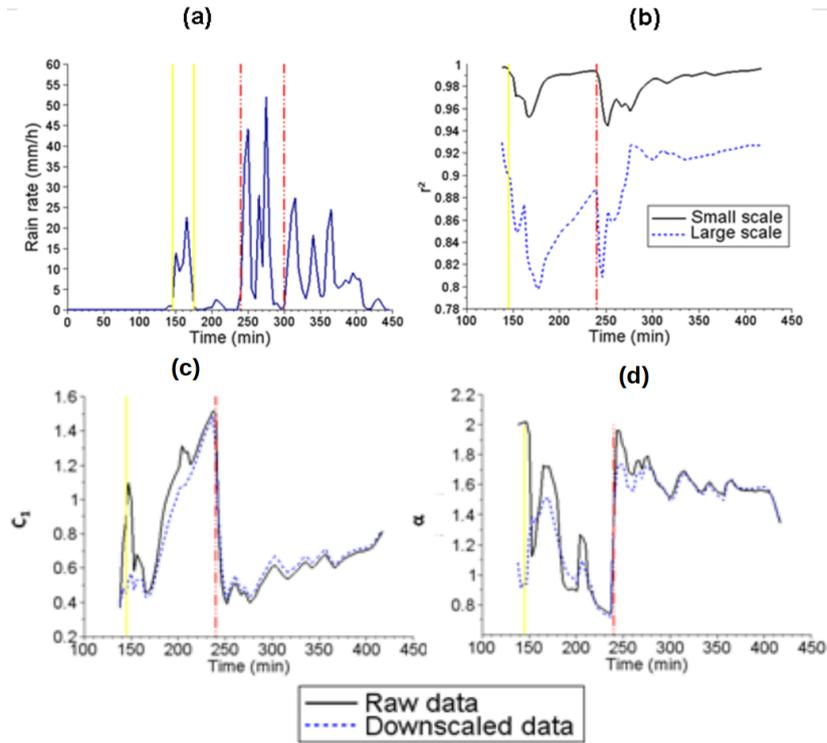 (a)
Rain rate (mm/h)
60
55
50
45
40
35
30
25
20
15
10
5
0
0 50 100 150 200 250 300 350 400 450
Time (min)
(b)
r²
1
0.98
0.96
0.94
0.92
0.9
0.88
0.86
0.84
0.82
0.8
0.78
Small scale
Large scale
100 150 200 250 300 350 400 450
Time (min)
(c)
C₁
1.6
1.4
1.2
1
0.8
0.6
0.4
0.2
100 150 200 250 300 350 400 450
Time (min)
(d)
α
2.2
2
1.8
1.6
1.4
1.2
1
0.8
100 150 200 250 300 350 400 450
Time (min)
Raw data
Downscaled data